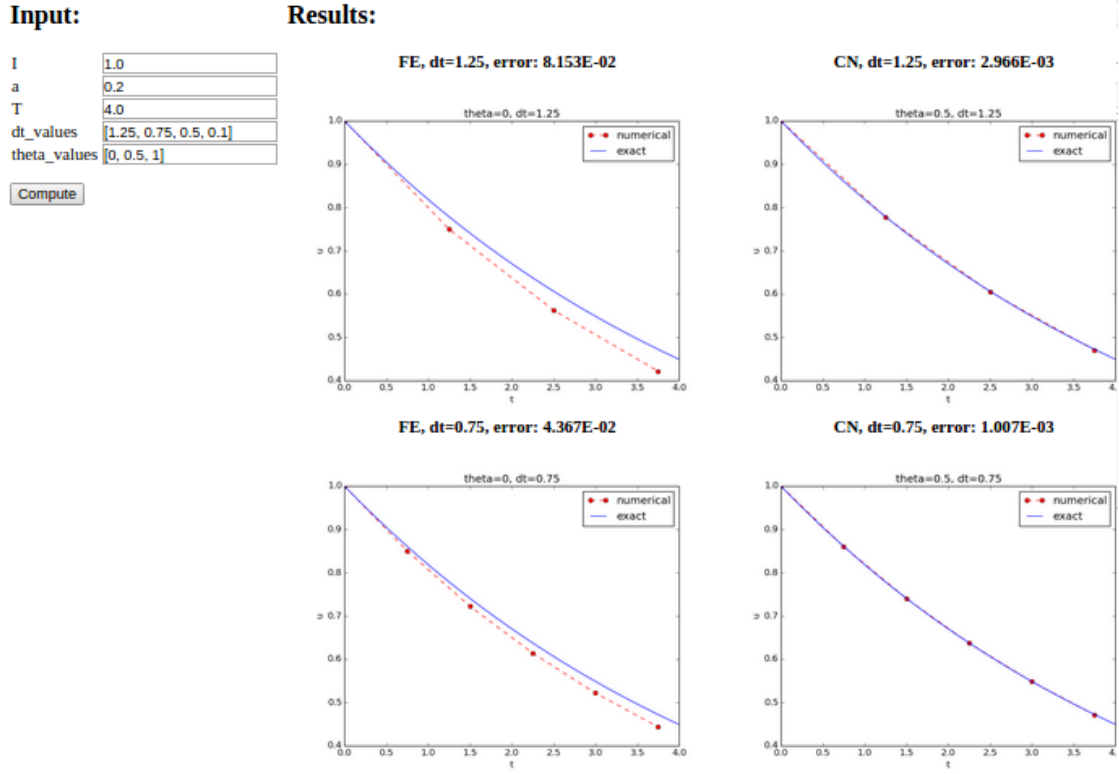 Input:
I 1.0
a 0.2
T 4.0
dt_values [1.25, 0.75, 0.5, 0.1]
theta_values [0, 0.5, 1]
Compute
Results:
FE, dt=1.25, error: 8.153E-02
theta=0, dt=1.25
numerical
exact
1.0
0.9
0.8
0.7
0.6
0.5
0.4
u
0.0 0.5 1.0 1.5 2.0 2.5 3.0 3.5 4.0
t
CN, dt=1.25, error: 2.966E-03
theta=0.5, dt=1.25
numerical
exact
1.0
0.9
0.8
0.7
0.6
0.5
0.4
u
0.0 0.5 1.0 1.5 2.0 2.5 3.0 3.5 4.
t
FE, dt=0.75, error: 4.367E-02
theta=0, dt=0.75
numerical
exact
1.0
0.9
0.8
0.7
0.6
0.5
0.4
u
0.0 0.5 1.0 1.5 2.0 2.5 3.0 3.5 4.0
t
CN, dt=0.75, error: 1.007E-03
theta=0.5, dt=0.75
numerical
exact
1.0
0.9
0.8
0.7
0.6
0.5
0.4
u
0.0 0.5 1.0 1.5 2.0 2.5 3.0 3.5 4.
t